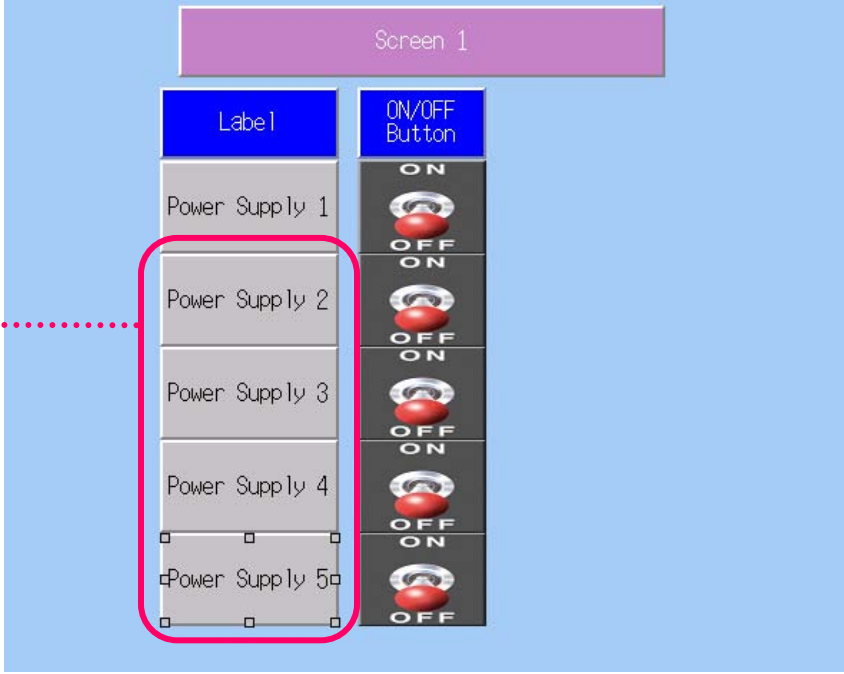 Screen 1
Label
ON/OFF
Button
Power Supply 1
ON
OFF
Power Supply 2
ON
OFF
Power Supply 3
ON
OFF
Power Supply 4
ON
OFF
Power Supply 5
ON
OFF